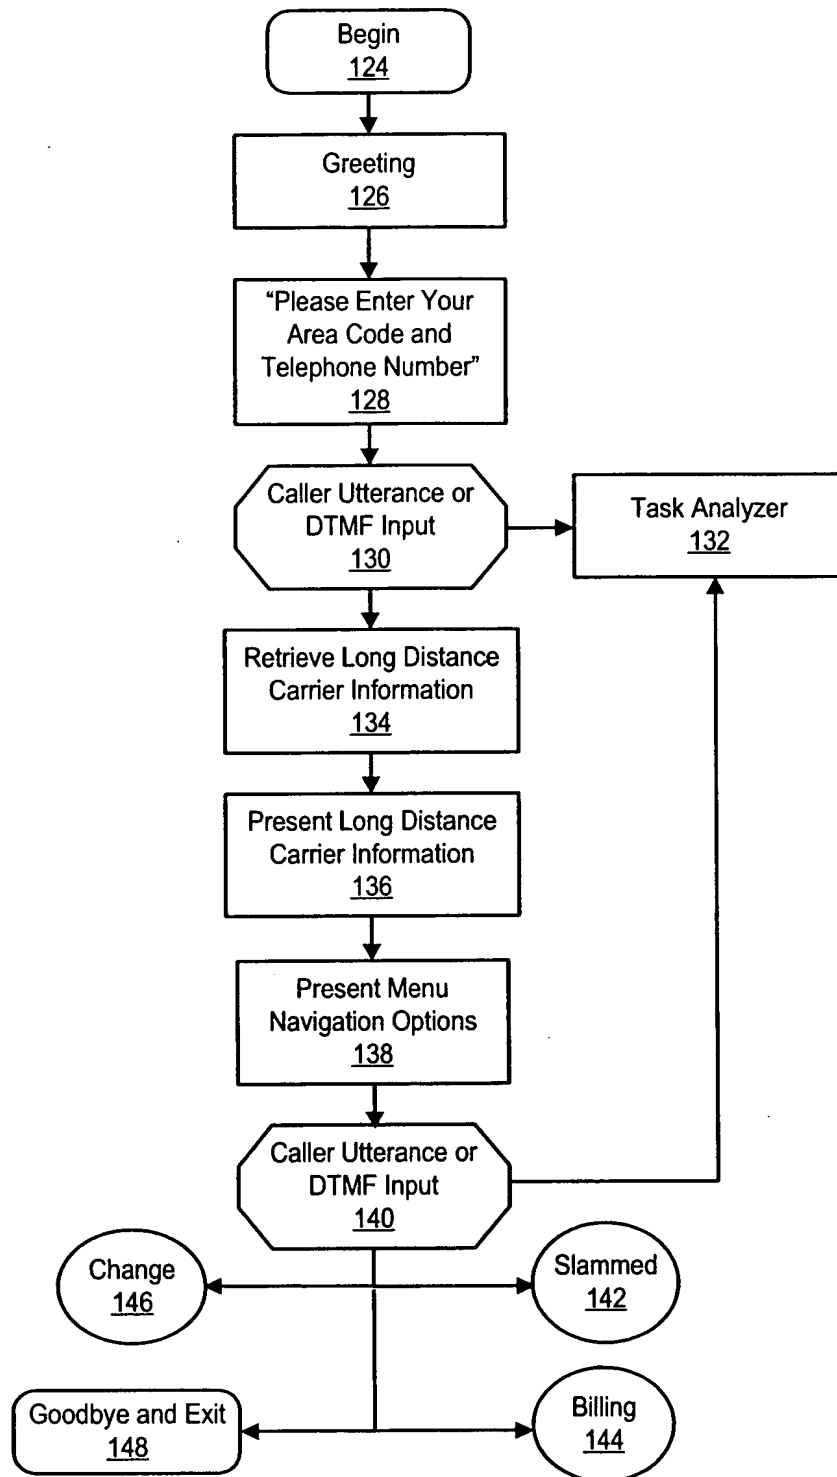 Begin
124
Greeting
126
“Please Enter Your
Area Code and
Telephone Number”
128
Caller Utterance or
DTMF Input
130
Task Analyzer
132
Retrieve Long Distance
Carrier Information
134
Present Long Distance
Carrier Information
136
Present Menu
Navigation Options
138
Caller Utterance or
DTMF Input
140
Change
146
Slammed
142
Goodbye and Exit
148
Billing
144